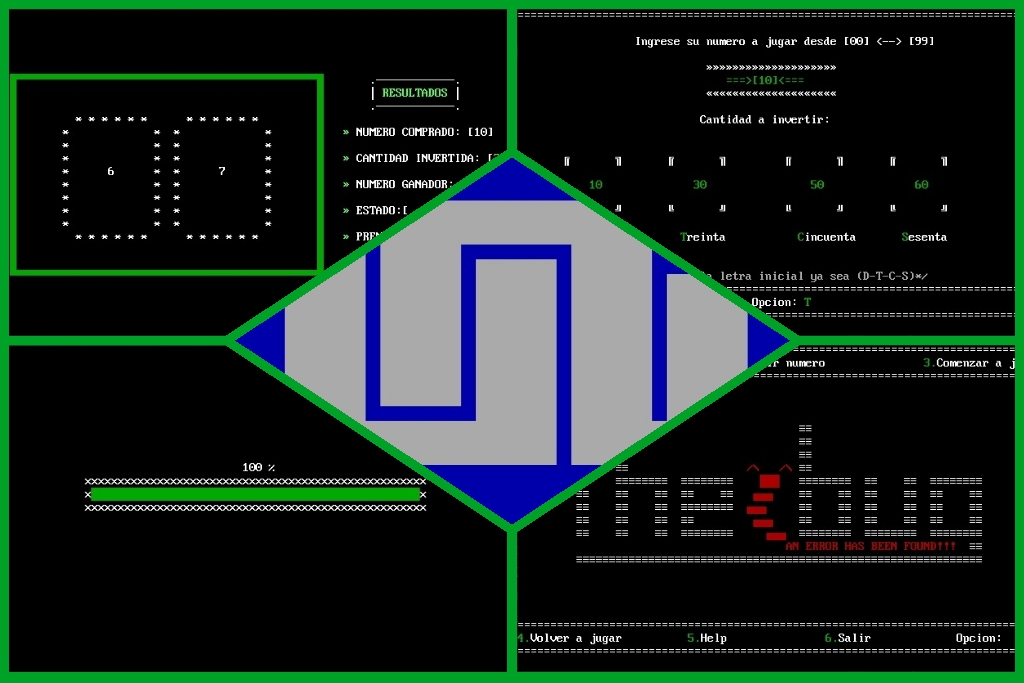 6
7
RESULTADOS
» NUMERO COMPRADO: [10]
» CANTIDAD INVERTIDA: [
» NUMERO GANADOR:
» ESTADO:[
» PREM
Ingrese su numero a jugar desde [00] <--> [99]
»»»»»»»»»»»»»»»»»»»»
===>[10]<===
««««««««««««««««««««
Cantidad a invertir:
10 30 50 60
Treinta Cincuenta Sesenta
letra inicial ya sea (D-T-C-S)*/
Opcion: T
100 %
numero 3.Comenzar a j
AN ERROR HAS BEEN FOUND!!!
4.Volver a jugar 5.Help 6.Salir Opcion: